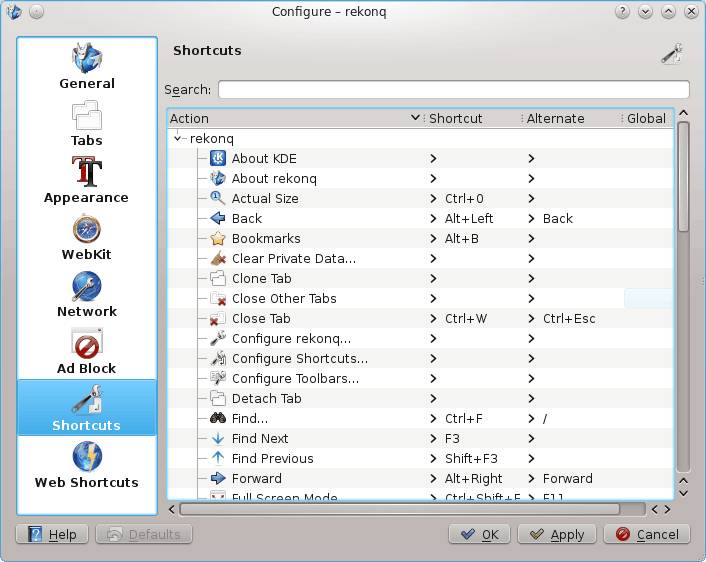 Configure – rekonq
General
Tabs
Appearance
WebKit
Network
Ad Block
Shortcuts
Web Shortcuts
Shortcuts
Search:
Action Shortcut Alternate Global
rekonq
About KDE
About rekonq
Actual Size Ctrl+0
Back Alt+Left Back
Bookmarks Alt+B
Clear Private Data...
Clone Tab
Close Other Tabs
Close Tab Ctrl+W Ctrl+Esc
Configure rekonq...
Configure Shortcuts...
Configure Toolbars...
Detach Tab
Find... Ctrl+F /
Find Next F3
Find Previous Shift+F3
Forward Alt+Right Forward
Full Screen Mode Ctrl+Shift+F F11
Help Defaults OK Apply Cancel